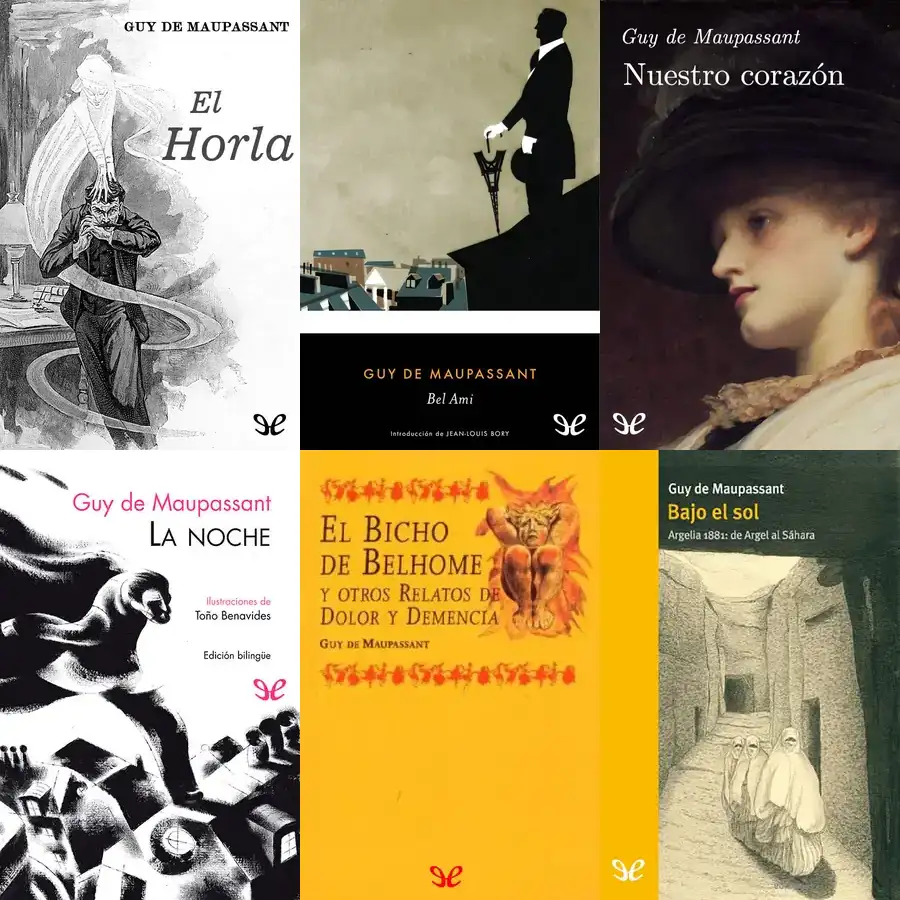 GUY DE MAUPASSANT
El
Horla
GUY DE MAUPASSANT
Bel Ami
Introducción de JEAN-LOUIS BORY
Guy de Maupassant
Nuestro corazón
Guy de Maupassant
LA NOCHE
Ilustraciones de
Toño Benavides
Edición bilingüe
EL BICHO
DE BELHOME
Y OTROS RELATOS DE
DOLOR Y DEMENCIA
GUY DE MAUPASSANT
Guy de Maupassant
Bajo el sol
Argelia 1881: de Argel al Sáhara